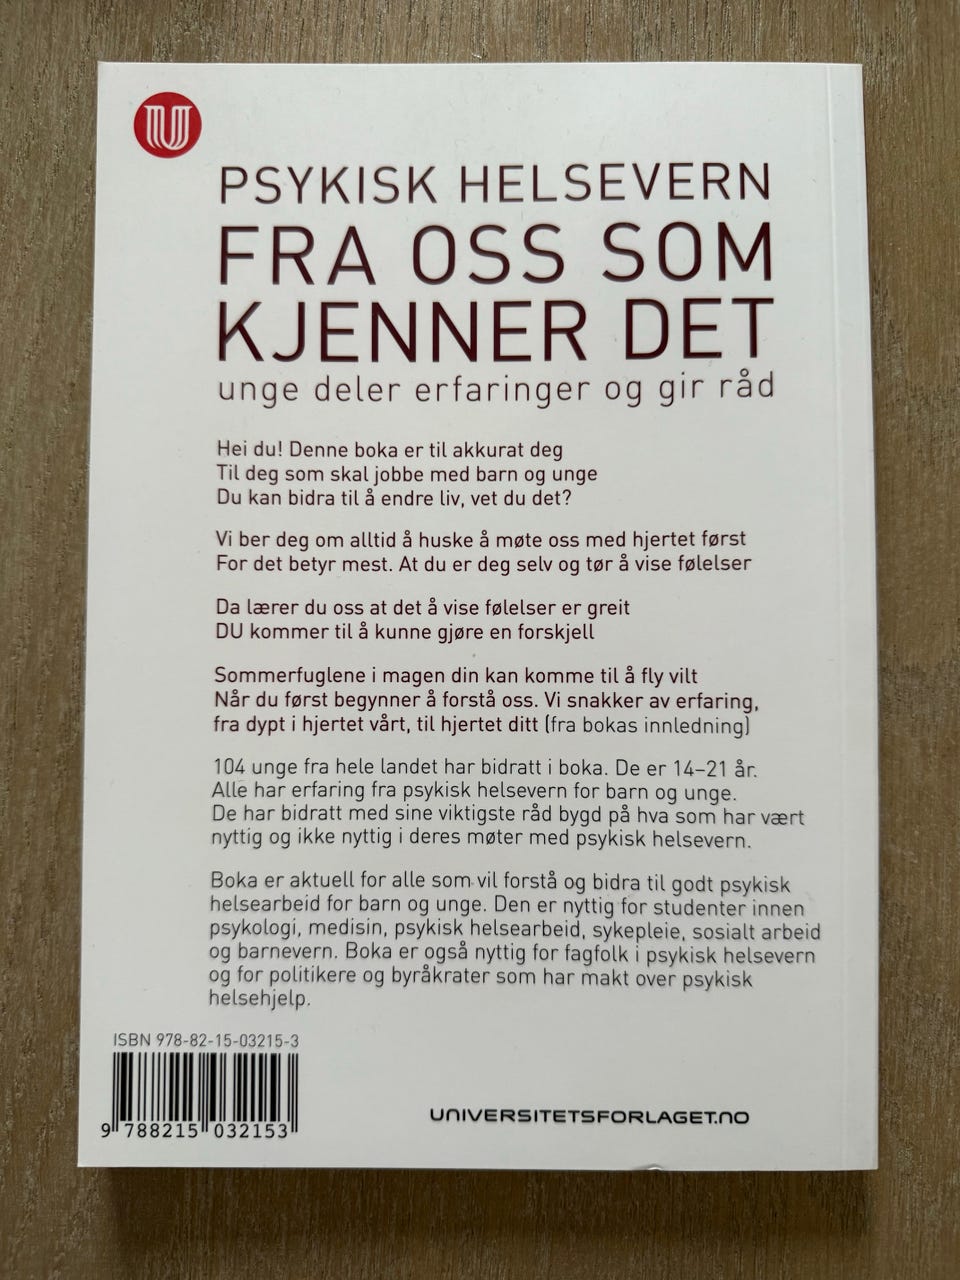 U
PSYKISK HELSEVERN
FRA OSS SOM
KJENNER DET
unge deler erfaringer og gir råd
Hei du! Denne boka er til akkurat deg
Til deg som skal jobbe med barn og unge
Du kan bidra til å endre liv, vet du det?
Vi ber deg om alltid å huske å møte oss med hjertet først
For det betyr mest. At du er deg selv og tør å vise følelser
Da lærer du oss at det å vise følelser er greit
DU kommer til å kunne gjøre en forskjell
Sommerfuglene i magen din kan komme til å fly vilt
Når du først begynner å forstå oss. Vi snakker av erfaring,
fra dypt i hjertet vårt, til hjertet ditt (fra bokas innledning)
104 unge fra hele landet har bidratt i boka. De er 14–21 år.
Alle har erfaring fra psykisk helsevern for barn og unge.
De har bidratt med sine viktigste råd bygd på hva som har vært
nyttig og ikke nyttig i deres møter med psykisk helsevern.
Boka er aktuell for alle som vil forstå og bidra til godt psykisk
helsearbeid for barn og unge. Den er nyttig for studenter innen
psykologi, medisin, psykisk helsearbeid, sykepleie, sosialt arbeid
og barnevern. Boka er også nyttig for fagfolk i psykisk helsevern
og for politikere og byråkrater som har makt over psykisk
helsehjelp.
ISBN 978-82-15-03215-3
9 788215 032153
UNIVERSITETSFORLAGET.NO